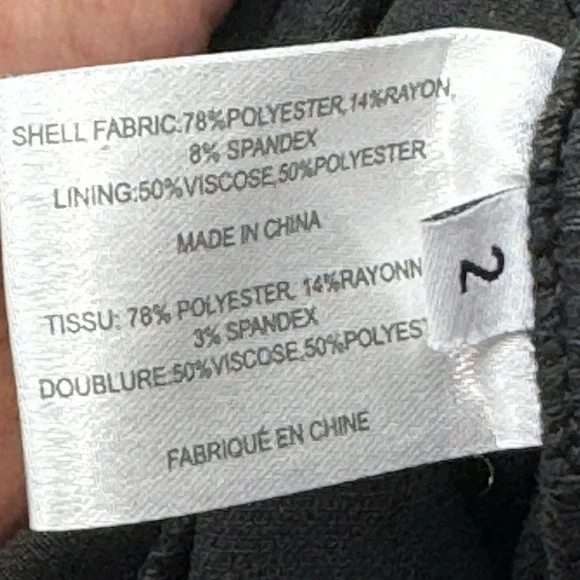 SHELL FABRIC:78%POLYESTER,14%RAYON,
8% SPANDEX
LINING:50%VISCOSE,50%POLYESTER
MADE IN CHINA
TISSU: 78% POLYESTER, 14%RAYONN
3% SPANDEX
DOUBLURE:50%VISCOSE,50%POLYES
FABRIQUÉ EN CHINE
2